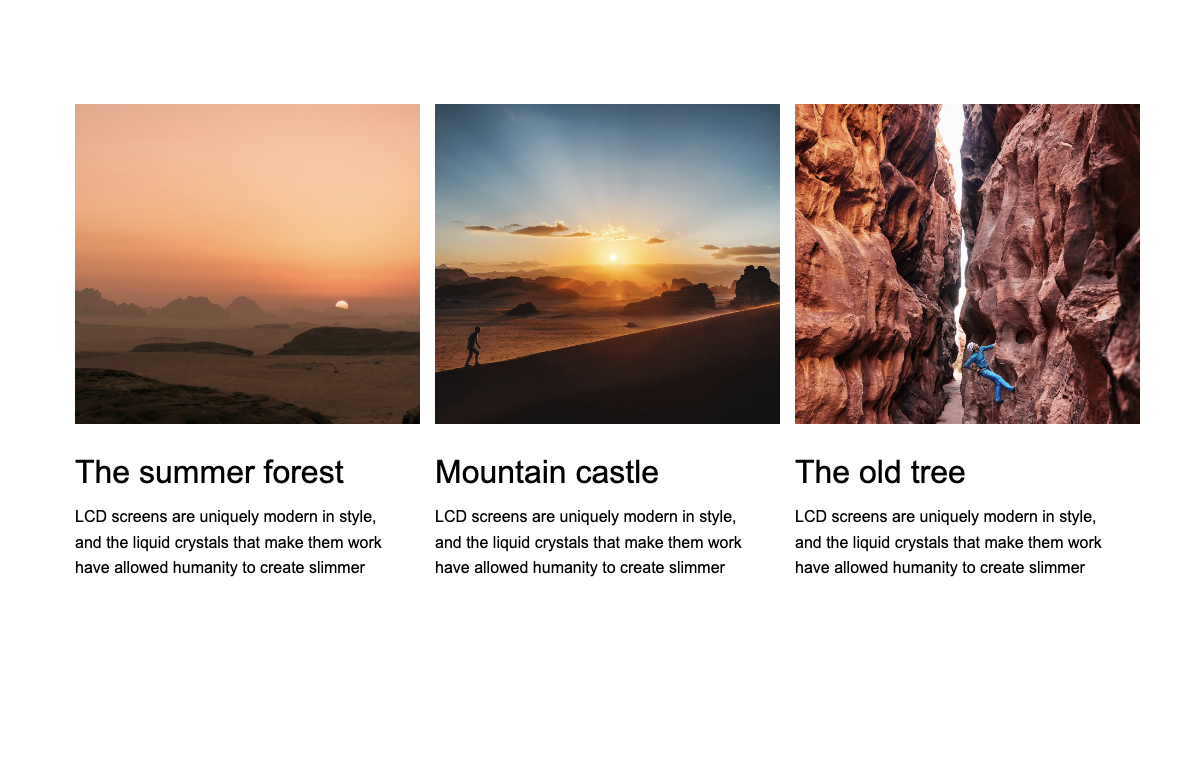 The summer forest
LCD screens are uniquely modern in style,
and the liquid crystals that make them work
have allowed humanity to create slimmer
Mountain castle
LCD screens are uniquely modern in style,
and the liquid crystals that make them work
have allowed humanity to create slimmer
The old tree
LCD screens are uniquely modern in style,
and the liquid crystals that make them work
have allowed humanity to create slimmer